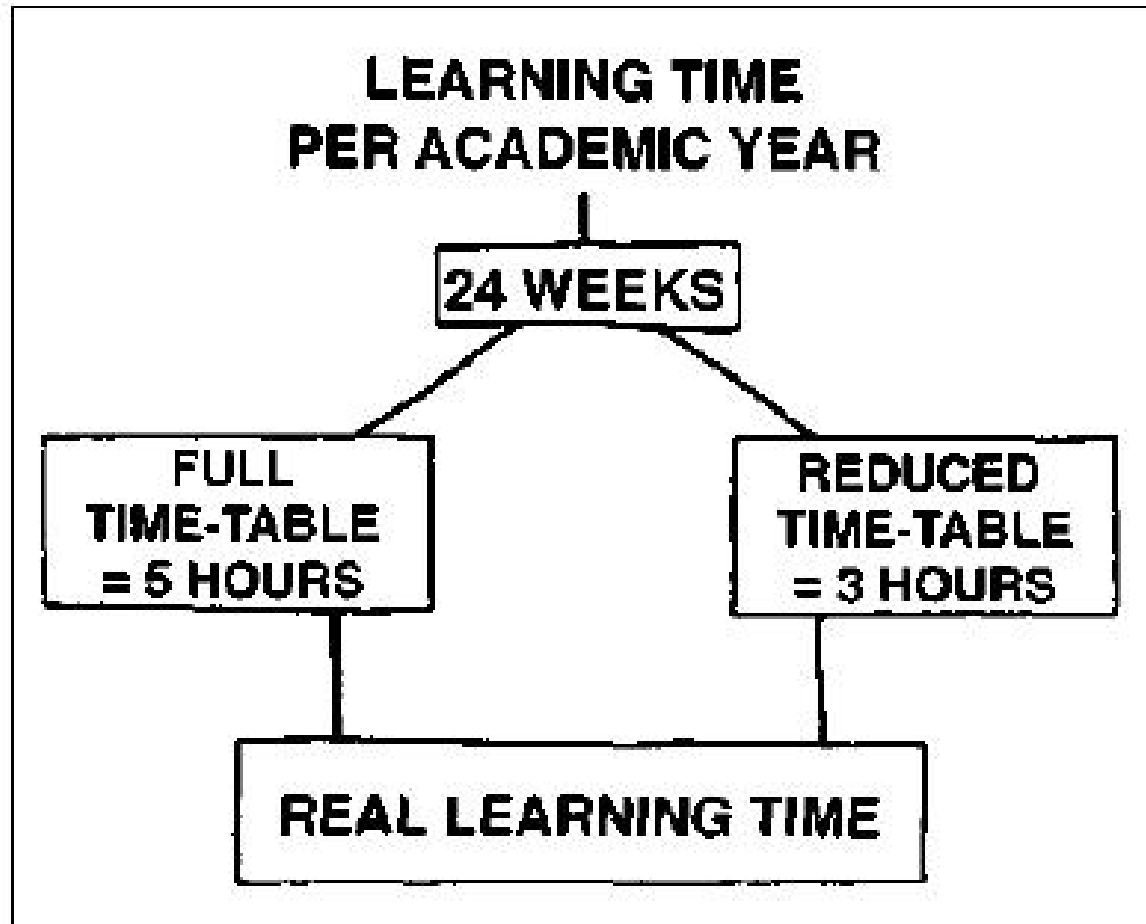 LEARNING TIME
PER ACADEMIC YEAR
24 WEEKS
FULL
TIME-TABLE
= 5 HOURS
REDUCED
TIME-TABLE
= 3 HOURS
REAL LEARNING TIME